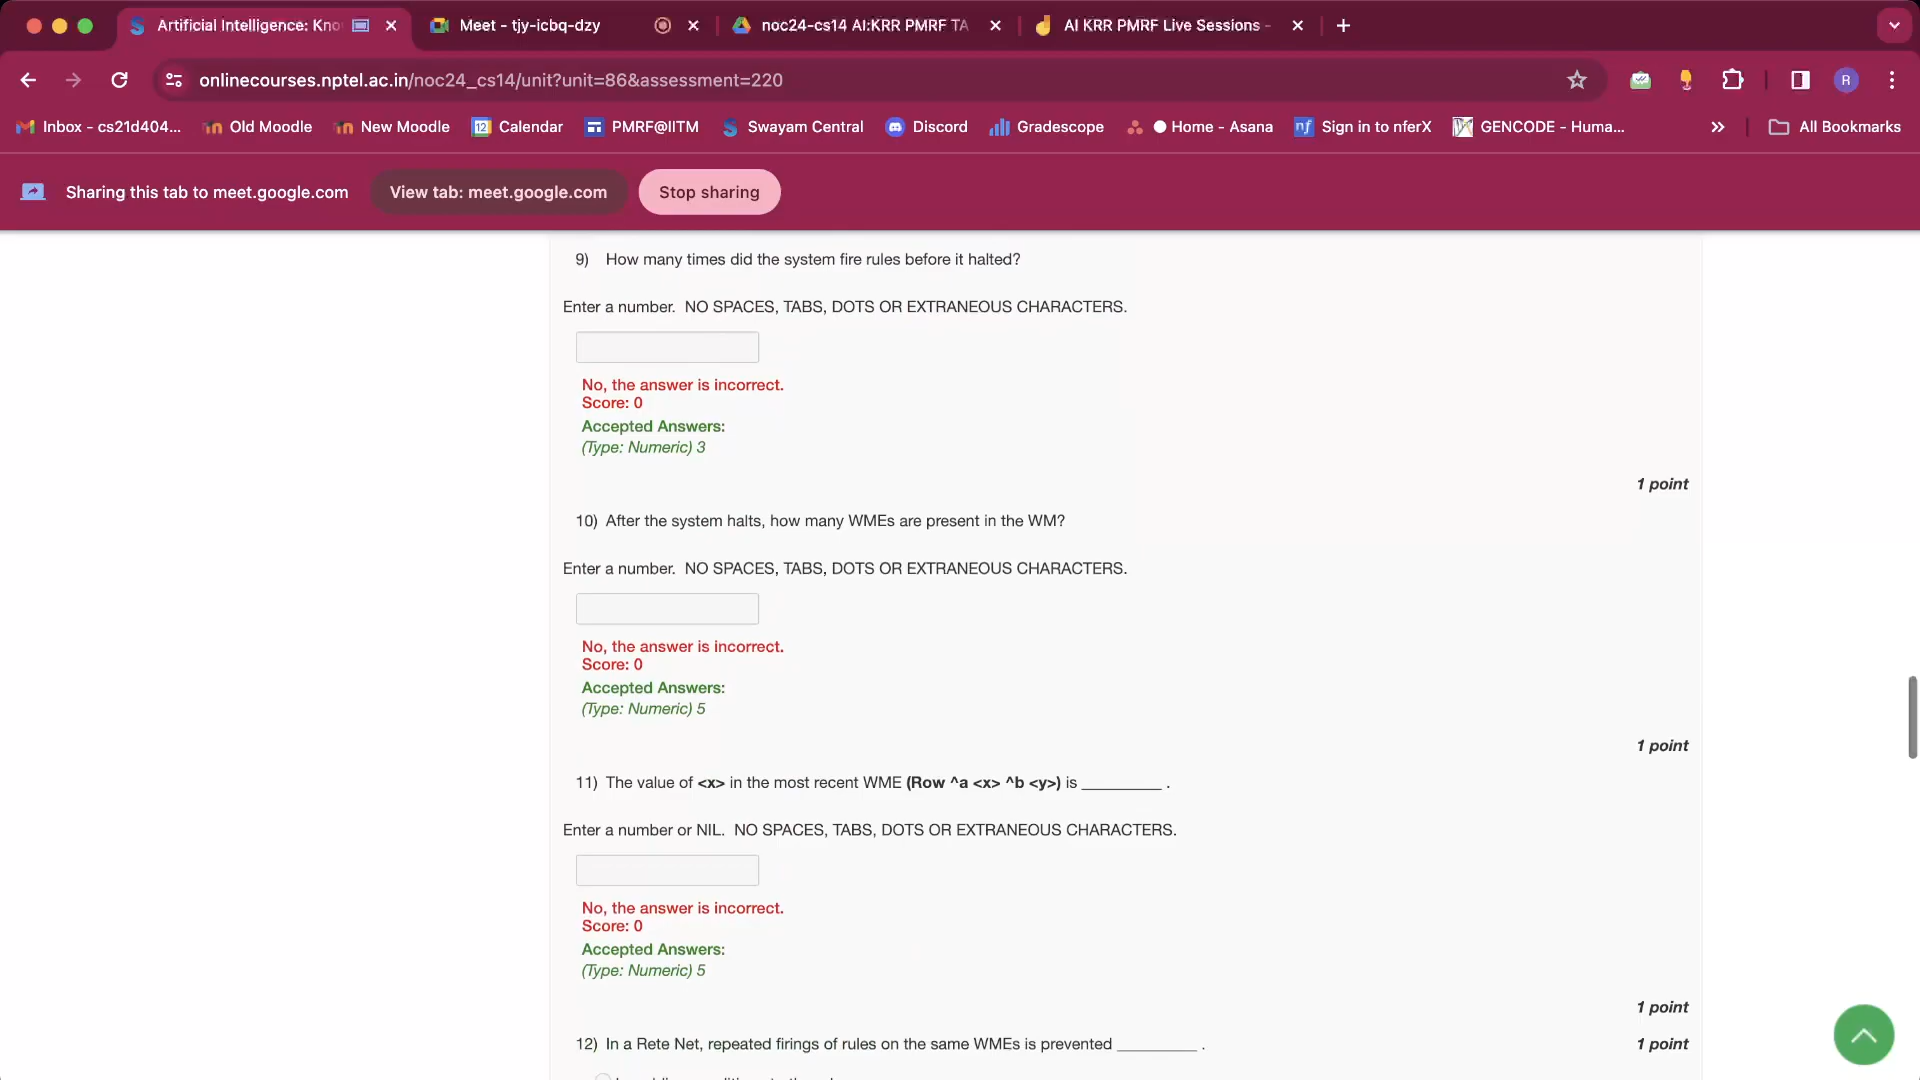 Artificial Intelligence: Kno
Meet - tjy-icbq-dzy
noc24-cs14 AI:KRR PMRF TA
AI KRR PMRF Live Sessions -
onlinecourses.nptel.ac.in/noc24_cs14/unit?unit=86&assessment=220
R
Inbox - cs21d404...
Old Moodle
New Moodle
12
Calendar
PMRF@IITM
Swayam Central
Discord
Gradescope
Home - Asana
nf
Sign in to nferX
GENCODE - Huma...
»
All Bookmarks
Sharing this tab to meet.google.com
View tab: meet.google.com
Stop sharing
9) How many times did the system fire rules before it halted?
Enter a number. NO SPACES, TABS, DOTS OR EXTRANEOUS CHARACTERS.
No, the answer is incorrect.
Score: 0
Accepted Answers:
(Type: Numeric) 3
1 point
10) After the system halts, how many WMEs are present in the WM?
Enter a number. NO SPACES, TABS, DOTS OR EXTRANEOUS CHARACTERS.
No, the answer is incorrect.
Score: 0
Accepted Answers:
(Type: Numeric) 5
1 point
11) The value of <x> in the most recent WME (Row ^a <x> ^b <y>) is __________ .
Enter a number or NIL. NO SPACES, TABS, DOTS OR EXTRANEOUS CHARACTERS.
No, the answer is incorrect.
Score: 0
Accepted Answers:
(Type: Numeric) 5
1 point
12) In a Rete Net, repeated firings of rules on the same WMEs is prevented __________ .
1 point